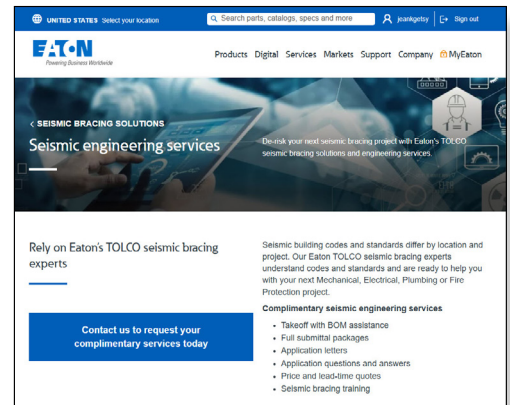 UNITED STATES Select your location
Search parts, catalogs, specs and more
jeankgetsy
Sign out
EATON
Powering Business Worldwide
Products Digital Services Markets Support Company MyEaton
< SEISMIC BRACING SOLUTIONS
Seismic engineering services
De-risk your next seismic bracing project with Eaton's TOLCO
seismic bracing solutions and engineering services.
Rely on Eaton's TOLCO seismic bracing
experts
Contact us to request your
complimentary services today
Seismic building codes and standards differ by location and
project. Our Eaton TOLCO seismic bracing experts
understand codes and standards and are ready to help you
with your next Mechanical, Electrical, Plumbing or Fire
Protection project.
Complimentary seismic engineering services
• Takeoff with BOM assistance
• Full submittal packages
• Application letters
• Application questions and answers
• Price and lead-time quotes
• Seismic bracing training